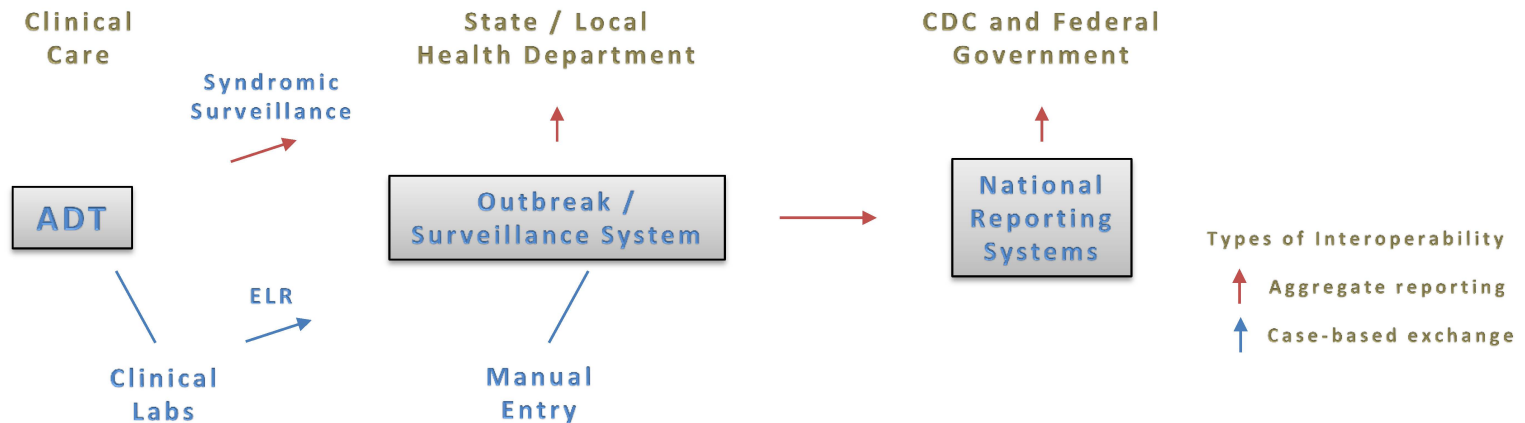 Clinical
Care
State / Local
Health Department
CDC and Federal
Government
Syndromic
Surveillance
ADT
Outbreak /
Surveillance System
National
Reporting
Systems
Types of Interoperability
Aggregate reporting
Case-based exchange
ELR
Clinical
Labs
Manual
Entry